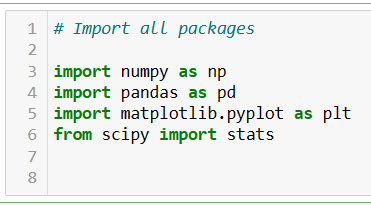 1 # Import all packages
2
3 import numpy as np
4 import pandas as pd
5 import matplotlib.pyplot as plt
6 from scipy import stats
7
8